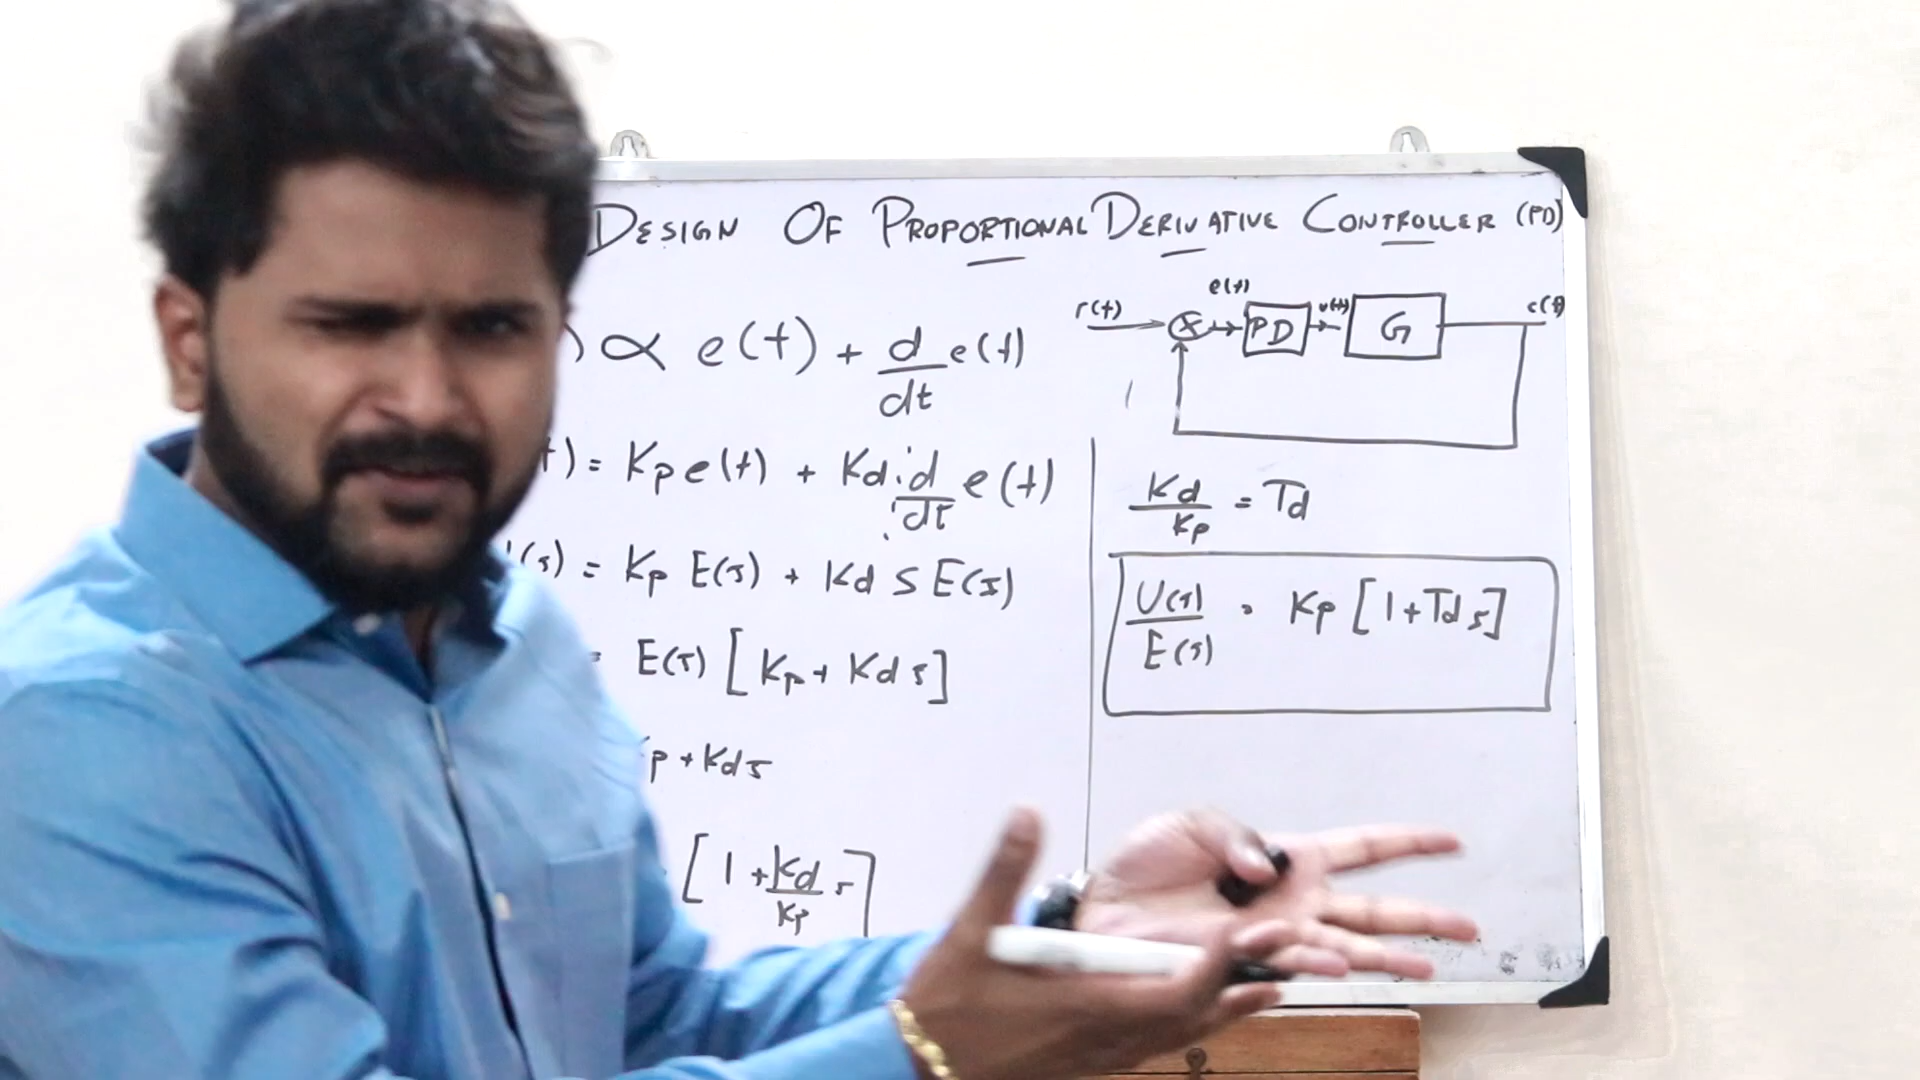 DESIGN OF PROPORTIONAL DERIVATIVE CONTROLLER (PD)
) ∝ e(t) + d/dt e(t)
t) = Kp e(t) + Kd . d/dt e(t)
(s) = Kp E(s) + Kd S E(s)
= E(s) [Kp + Kd s]
p + Kd s
[1 + Kd/Kp s]
r(t)
e(t)
PD
u(t)
G
c(t)
Kd/Kp = Td
U(s)/E(s) = Kp [1 + Td s]